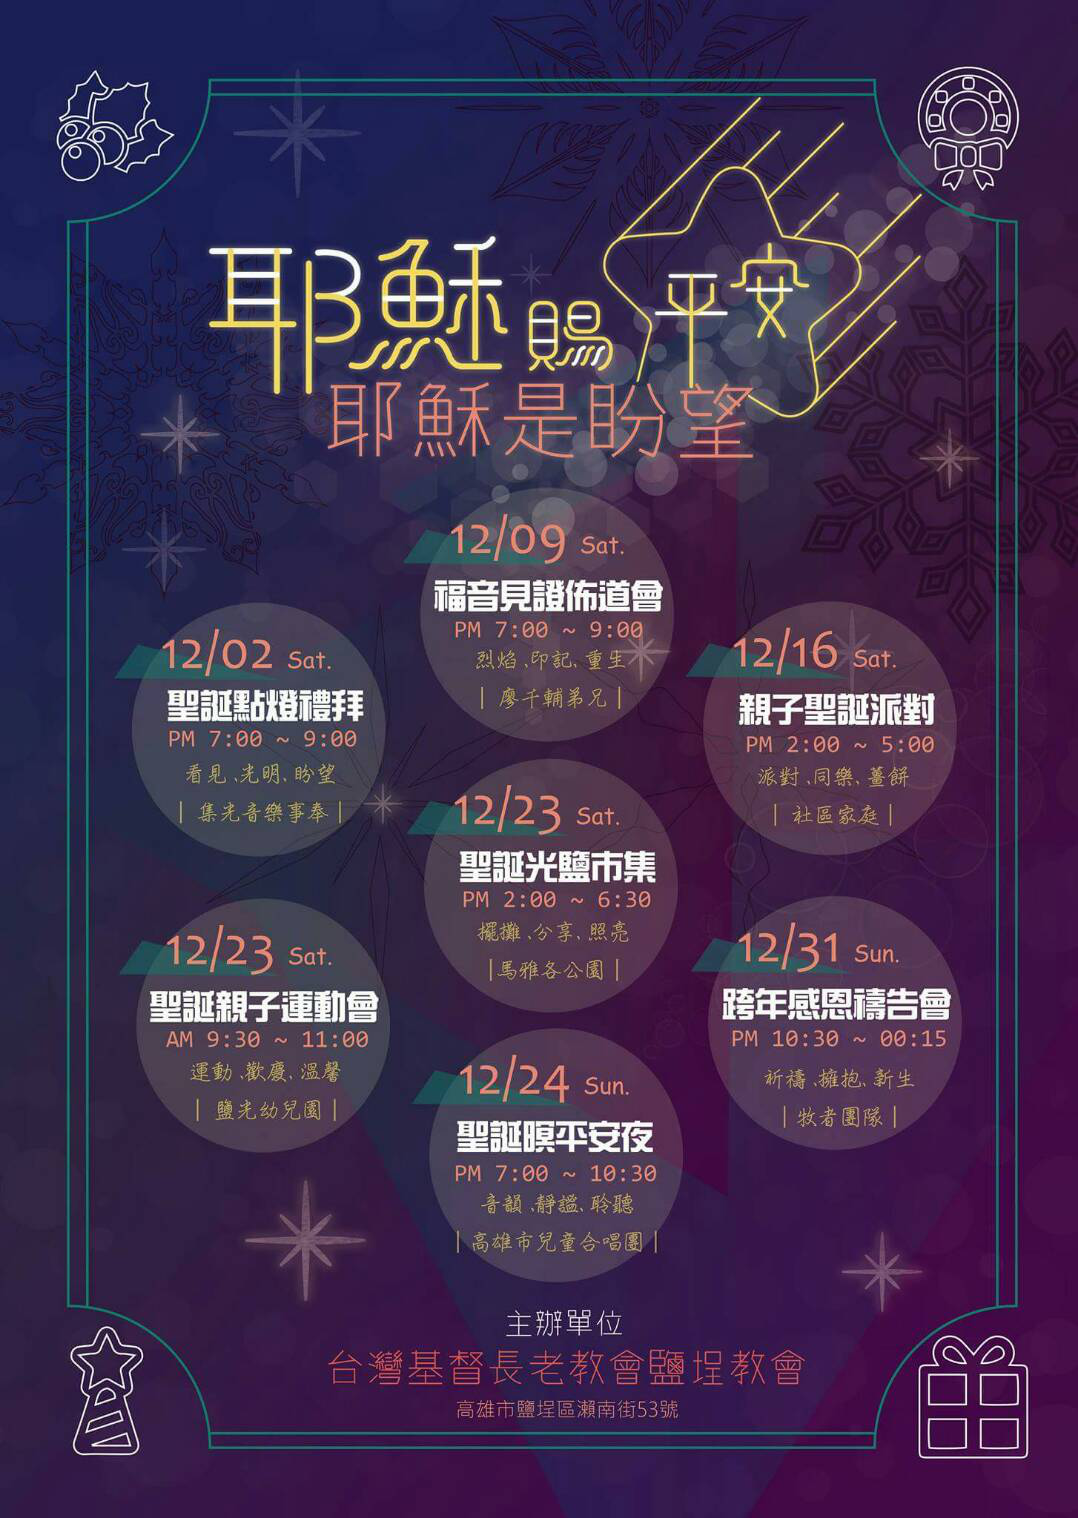 耶穌賜平安
耶穌是盼望
12/02 Sat.
聖誕點燈禮拜
PM 7:00 ~ 9:00
看見、光明、盼望
| 集光音樂事奉 |
12/09 Sat.
福音見證佈道會
PM 7:00 ~ 9:00
烈焰、印記、重生
| 廖千輔弟兄 |
12/16 Sat.
親子聖誕派對
PM 2:00 ~ 5:00
派對、同樂、薑餅
| 社區家庭 |
12/23 Sat.
聖誕親子運動會
AM 9:30 ~ 11:00
運動、歡慶、溫馨
| 鹽光幼兒園 |
12/23 Sat.
聖誕光鹽市集
PM 2:00 ~ 6:30
擺攤、分享、照亮
| 馬雅各公園 |
12/24 Sun.
聖誕暝平安夜
PM 7:00 ~ 10:30
音韻、靜謐、聆聽
| 高雄市兒童合唱團 |
12/31 Sun.
跨年感恩禱告會
PM 10:30 ~ 00:15
祈禱、擁抱、新生
| 牧者團隊 |
主辦單位
台灣基督長老教會鹽埕教會
高雄市鹽埕區瀨南街53號